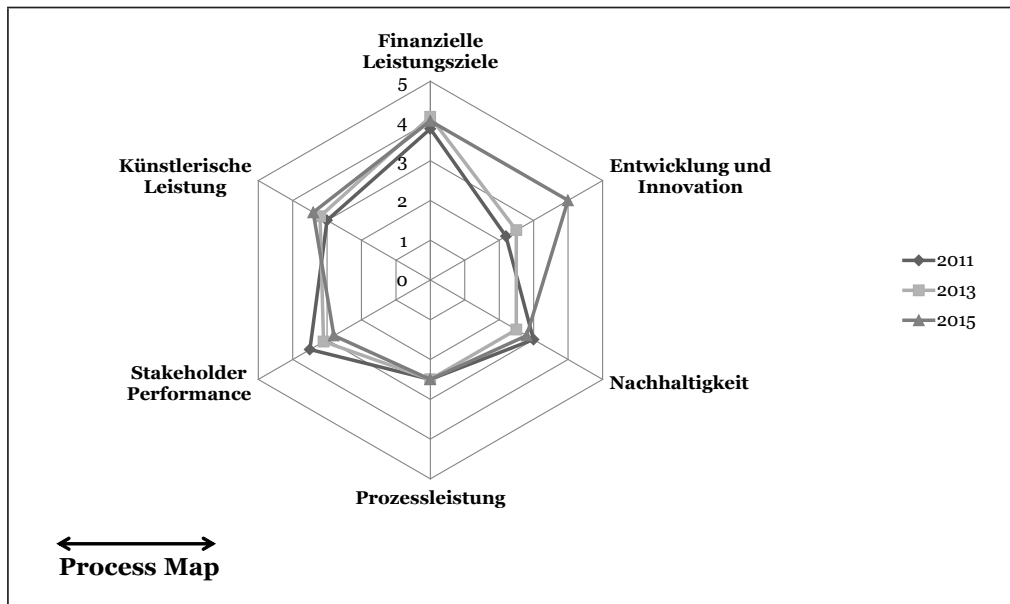 Finanzielle
Leistungsziele
5
4
3
2
1
0
Künstlerische
Leistung
Entwicklung und
Innovation
2011
2013
2015
Stakeholder
Performance
Nachhaltigkeit
Prozessleistung
Process Map